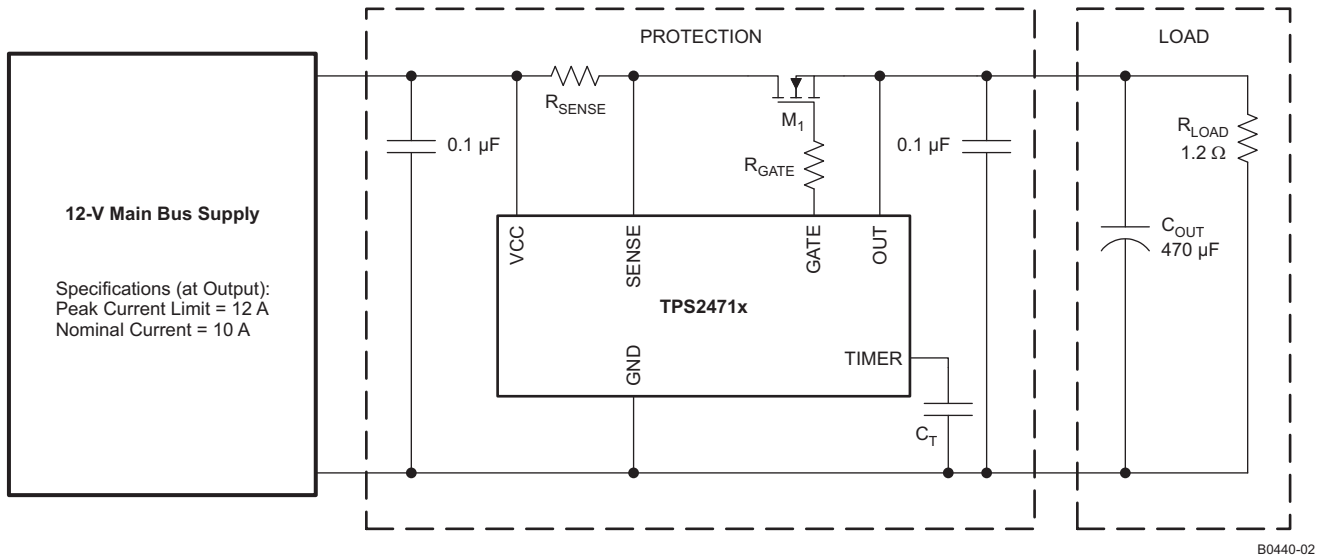 PROTECTION
LOAD
12-V Main Bus Supply
Specifications (at Output):
Peak Current Limit = 12 A
Nominal Current = 10 A
0.1 µF
R_SENSE
M_1
R_GATE
0.1 µF
VCC
SENSE
GATE
OUT
TPS2471x
GND
TIMER
C_T
R_LOAD
1.2 Ω
C_OUT
470 µF
B0440-02